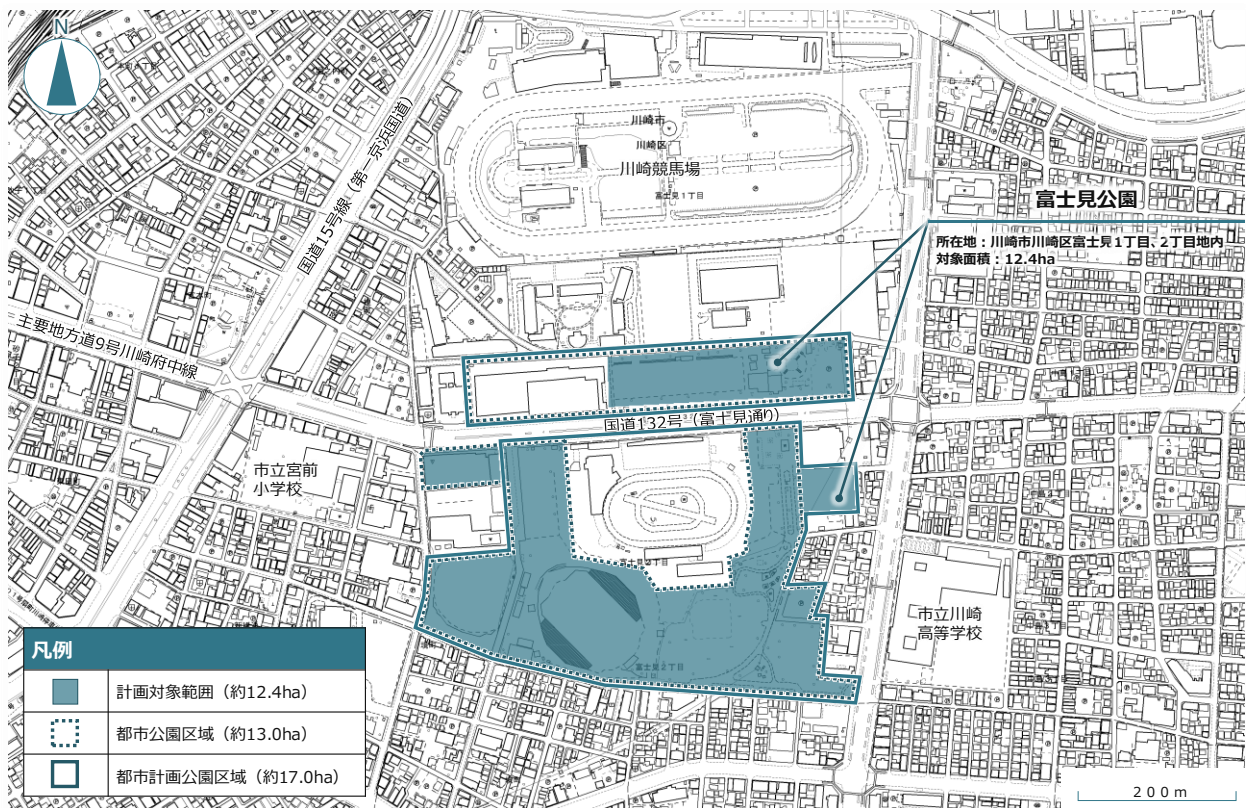 N
国道15号線(第一京浜国道)
川崎市
川崎区
川崎競馬場
富士見1丁目
富士見公園
所在地:川崎市川崎区富士見1丁目、2丁目地内
対象面積:12.4ha
主要地方道9号川崎府中線
国道132号(富士見通り)
市立宮前
小学校
富士見2丁目
市立川崎
高等学校
富士見2丁目
凡例
計画対象範囲(約12.4ha)
都市公園区域(約13.0ha)
都市計画公園区域(約17.0ha)
200m